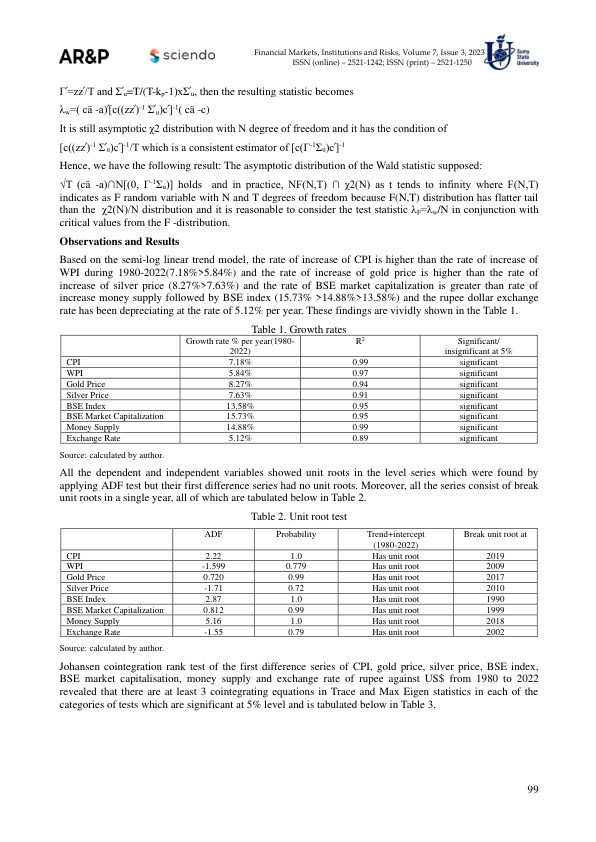 AR&P
sciendo
Financial Markets, Institutions and Risks, Volume 7, Issue 3, 2023
ISSN (online) – 2521-1242; ISSN (print) – 2521-1250
Sumy
State
University
Γ'=zz'/T and Σ'u=T/(T-kp-1)xΣ'u, then the resulting statistic becomes
λw=( cā -a)'[c((zz')-1 Σ'u)c']-1( cā -c)
It is still asymptotic χ2 distribution with N degree of freedom and it has the condition of
[c((zz')-1 Σ'u)c']-1/T which is a consistent estimator of [c(Γ-1Σu)c']-1
Hence, we have the following result: The asymptotic distribution of the Wald statistic supposed:
√T (cā -a)∩N[(0, Γ-1Σu)] holds and in practice, NF(N,T) ∩ χ2(N) as t tends to infinity where F(N,T)
indicates as F random variable with N and T degrees of freedom because F(N,T) distribution has flatter tail
than the χ2(N)/N distribution and it is reasonable to consider the test statistic λF=λw/N in conjunction with
critical values from the F -distribution.
Observations and Results
Based on the semi-log linear trend model, the rate of increase of CPI is higher than the rate of increase of
WPI during 1980-2022(7.18%>5.84%) and the rate of increase of gold price is higher than the rate of
increase of silver price (8.27%>7.63%) and the rate of BSE market capitalization is greater than rate of
increase money supply followed by BSE index (15.73% >14.88%>13.58%) and the rupee dollar exchange
rate has been depreciating at the rate of 5.12% per year. These findings are vividly shown in the Table 1.
Table 1. Growth rates
Growth rate % per year(1980-2022) R2 Significant/ insignificant at 5%
CPI 7.18% 0.99 significant
WPI 5.84% 0.97 significant
Gold Price 8.27% 0.94 significant
Silver Price 7.63% 0.91 significant
BSE Index 13.58% 0.95 significant
BSE Market Capitalization 15.73% 0.95 significant
Money Supply 14.88% 0.99 significant
Exchange Rate 5.12% 0.89 significant
Source: calculated by author.
All the dependent and independent variables showed unit roots in the level series which were found by
applying ADF test but their first difference series had no unit roots. Moreover, all the series consist of break
unit roots in a single year, all of which are tabulated below in Table 2.
Table 2. Unit root test
ADF Probability Trend+intercept (1980-2022) Break unit root at
CPI 2.22 1.0 Has unit root 2019
WPI -1.599 0.779 Has unit root 2009
Gold Price 0.720 0.99 Has unit root 2017
Silver Price -1.71 0.72 Has unit root 2010
BSE Index 2.87 1.0 Has unit root 1990
BSE Market Capitalization 0.812 0.99 Has unit root 1999
Money Supply 5.16 1.0 Has unit root 2018
Exchange Rate -1.55 0.79 Has unit root 2002
Source: calculated by author.
Johansen cointegration rank test of the first difference series of CPI, gold price, silver price, BSE index,
BSE market capitalisation, money supply and exchange rate of rupee against US$ from 1980 to 2022
revealed that there are at least 3 cointegrating equations in Trace and Max Eigen statistics in each of the
categories of tests which are significant at 5% level and is tabulated below in Table 3.
99